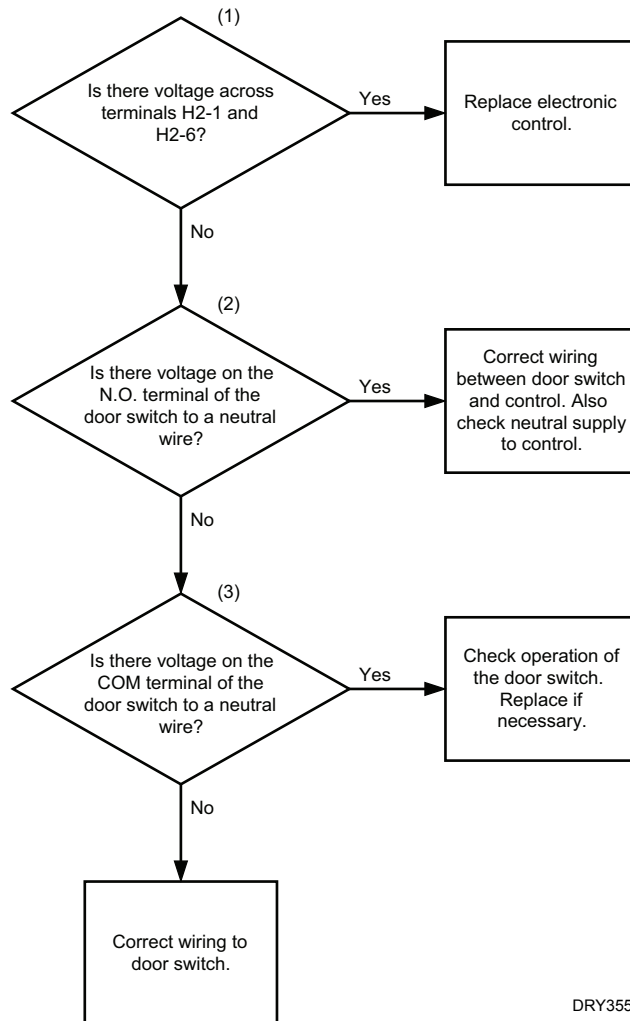 (1)
Is there voltage across
terminals H2-1 and
H2-6?
Yes
Replace electronic
control.
No
(2)
Is there voltage on the
N.O. terminal of the
door switch to a neutral
wire?
Yes
Correct wiring
between door switch
and control. Also
check neutral supply
to control.
No
(3)
Is there voltage on the
COM terminal of the
door switch to a neutral
wire?
Yes
Check operation of
the door switch.
Replace if
necessary.
No
Correct wiring to
door switch.
DRY355